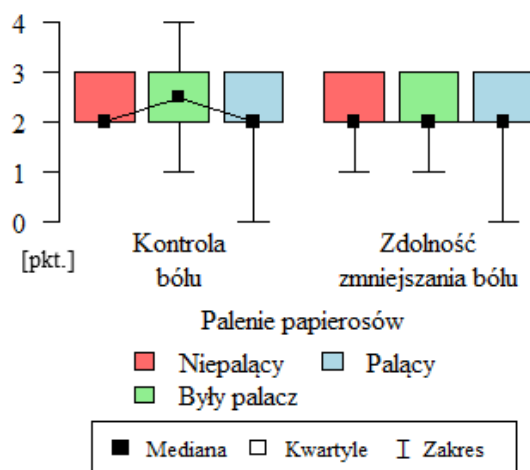 4
3
2
1
0
[pkt.]
Kontrola
bólu
Zdolność
zmniejszania bólu
Palenie papierosów
Niepalący
Palący
Były palacz
Mediana
Kwartyle
Zakres